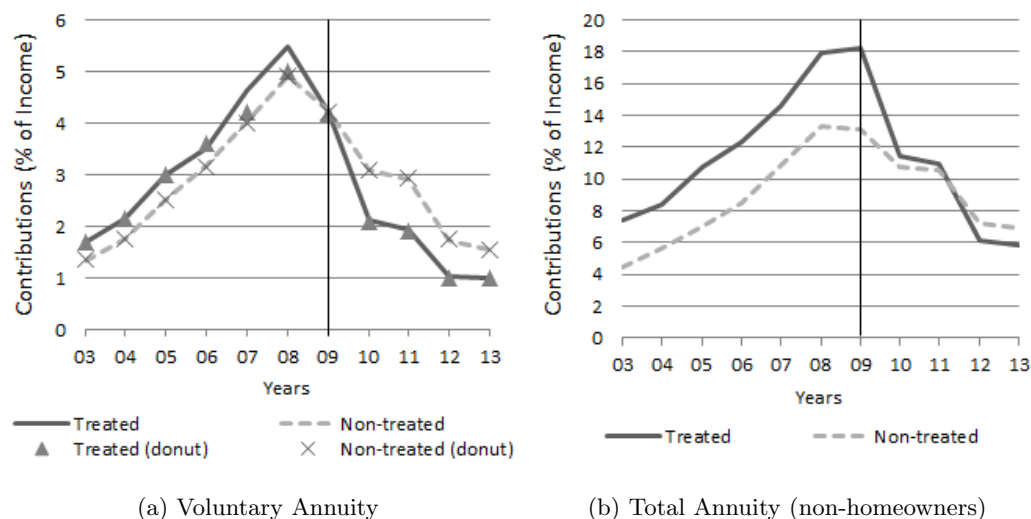 Contributions (% of Income)
6
5
4
3
2
1
0
03 04 05 06 07 08 09 10 11 12 13
Years
Treated
Non-treated
Treated (donut)
Non-treated (donut)
(a) Voluntary Annuity
Contributions (% of Income)
20
18
16
14
12
10
8
6
4
2
0
03 04 05 06 07 08 09 10 11 12 13
Years
Treated
Non-treated
(b) Total Annuity (non-homeowners)